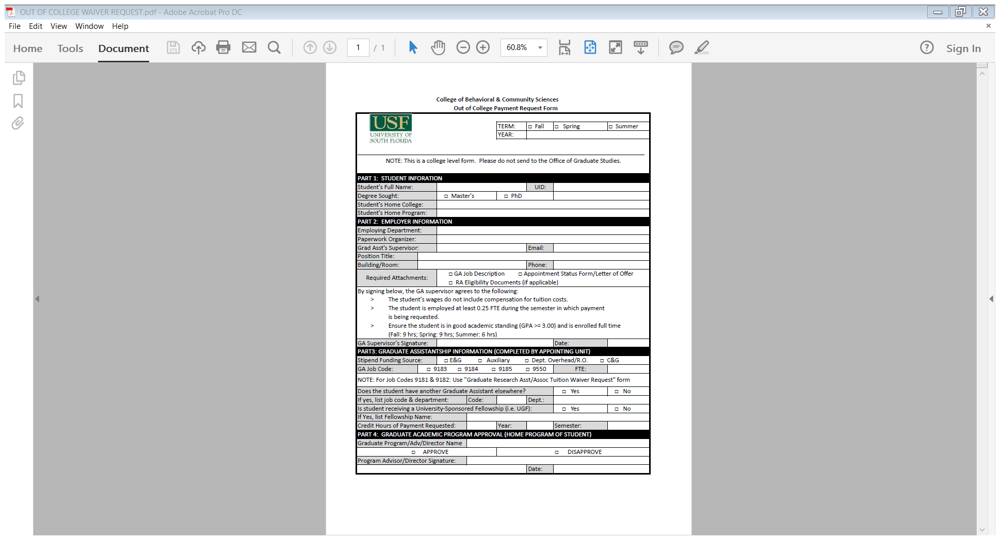 OUT OF COLLEGE WAIVER REQUEST.pdf - Adobe Acrobat Pro DC
File Edit View Window Help
Home Tools Document 1 / 1 60.8% Sign In
College of Behavioral & Community Sciences
Out of College Payment Request Form
USF
UNIVERSITY OF
SOUTH FLORIDA
TERM: □ Fall □ Spring □ Summer
YEAR:
NOTE: This is a college level form. Please do not send to the Office of Graduate Studies.
PART 1: STUDENT INFORATION
Student's Full Name: UID:
Degree Sought: □ Master's □ PhD
Student's Home College:
Student's Home Program:
PART 2: EMPLOYER INFORMATION
Employing Department:
Paperwork Organizer:
Grad Asst's Supervisor: Email:
Position Title:
Building/Room: Phone:
Required Attachments: □ GA Job Description □ Appointment Status Form/Letter of Offer
□ RA Eligibility Documents (if applicable)
By signing below, the GA supervisor agrees to the following:
> The student's wages do not include compensation for tuition costs.
> The student is employed at least 0.25 FTE during the semester in which payment
is being requested.
> Ensure the student is in good academic standing (GPA >= 3.00) and is enrolled full time
(Fall: 9 hrs; Spring: 9 hrs; Summer: 6 hrs)
GA Supervisor's Signature: Date:
PART3: GRADUATE ASSISTANTSHIP INFORMATION (COMPLETED BY APPOINTING UNIT)
Stipend Funding Source: □ E&G □ Auxiliary □ Dept. Overhead/R.O. □ C&G
GA Job Code: □ 9183 □ 9184 □ 9185 □ 9550 FTE:
NOTE: For Job Codes 9181 & 9182: Use "Graduate Research Asst/Assoc Tuition Waiver Request" form
Does the student have another Graduate Assistant elsewhere? □ Yes □ No
If yes, list job code & department: Code: Dept.:
Is student receiving a University-Sponsored Fellowship (i.e. UGF): □ Yes □ No
If Yes, list Fellowship Name:
Credit Hours of Payment Requested: Year: Semester:
PART 4: GRADUATE ACADEMIC PROGRAM APPROVAL (HOME PROGRAM OF STUDENT)
Graduate Program/Adv/Director Name
□ APPROVE □ DISAPPROVE
Program Advisor/Director Signature:
Date: